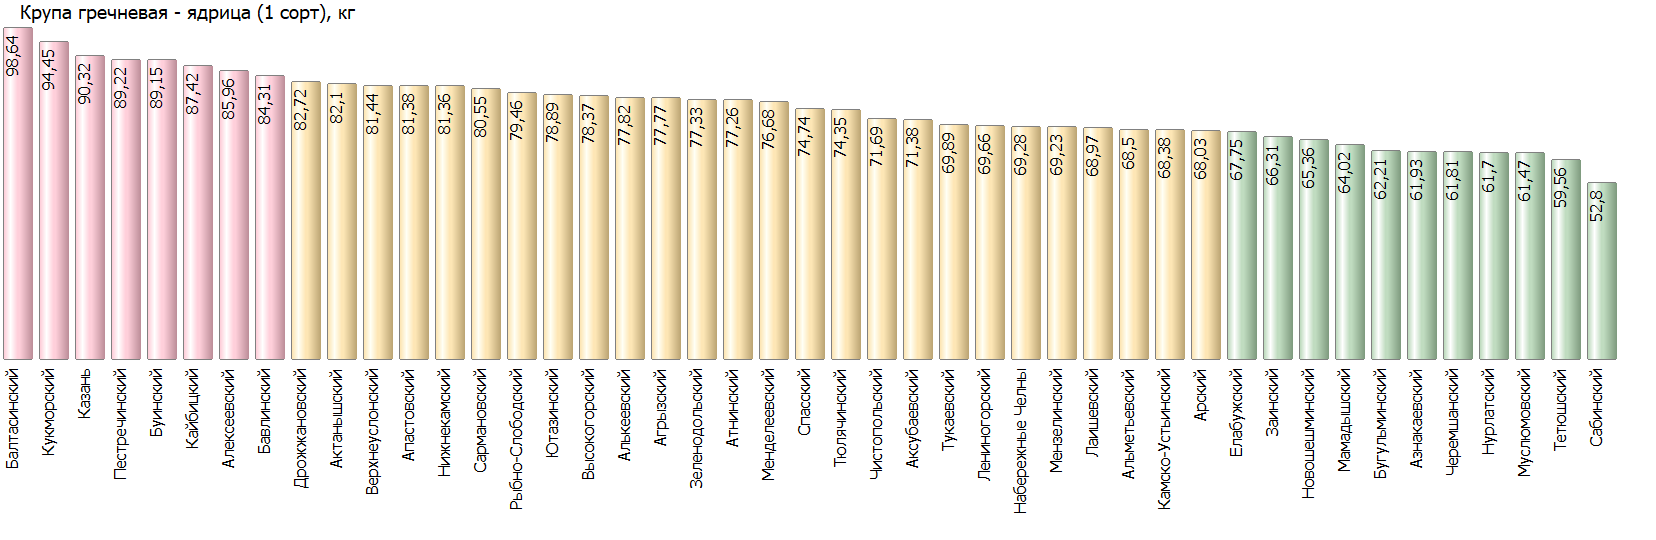 Крупа гречневая - ядрица (1 сорт), кг
98,64
94,45
90,32
89,22
89,15
87,42
85,96
84,31
82,72
82,1
81,44
81,38
81,36
80,55
79,46
78,89
78,37
77,82
77,77
77,33
77,26
76,68
74,74
74,35
71,69
71,38
69,89
69,66
69,28
69,23
68,97
68,5
68,38
68,03
67,75
66,31
65,36
64,02
62,21
61,93
61,81
61,7
61,47
59,56
52,8
Балтасинский
Кукморский
Казань
Пестречинский
Буинский
Кайбицкий
Алексеевский
Бавлинский
Дрожжановский
Актанышский
Верхнеуслонский
Апастовский
Нижнекамский
Сармановский
Рыбно-Слободский
Ютазинский
Высокогорский
Алькеевский
Агрызский
Зеленодольский
Атнинский
Менделеевский
Спасский
Тюлячинский
Чистопольский
Аксубаевский
Тукаевский
Лениногорский
Набережные Челны
Мензелинский
Лаишевский
Альметьевский
Камско-Устьинский
Арский
Елабужский
Заинский
Новошешминский
Мамадышский
Бугульминский
Азнакаевский
Черемшанский
Нурлатский
Муслюмовский
Тетюшский
Сабинский